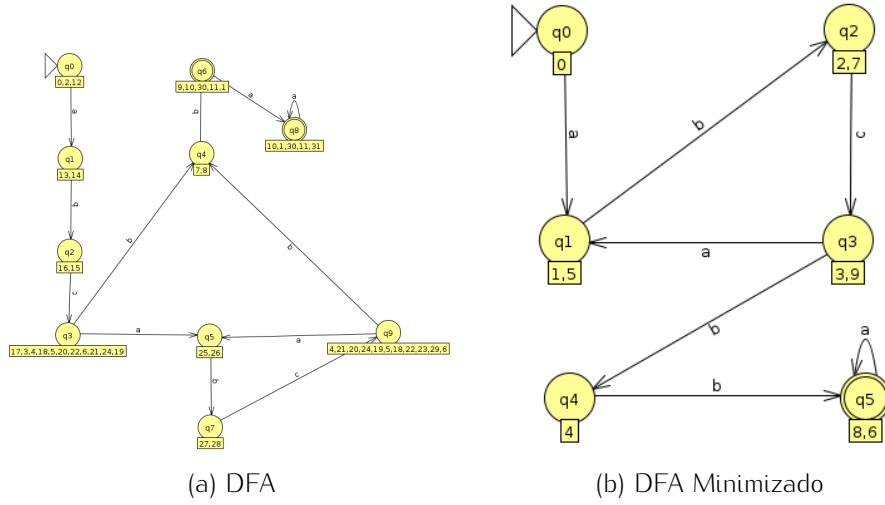 q0
0,2,12
a
q1
13,14
b
q2
16,15
c
q3
17,3,4,18,5,20,22,6,21,24,19
b
a
q6
9,10,30,11,1
a
a
q8
10,1,30,11,31
b
q4
7,8
b
q5
25,26
a
q9
4,21,20,24,19,5,18,22,23,29,6
b
c
q7
27,28
(a) DFA
q0
0
a
q1
1,5
b
q2
2,7
c
q3
3,9
a
b
q4
4
b
a
q5
8,6
(b) DFA Minimizado